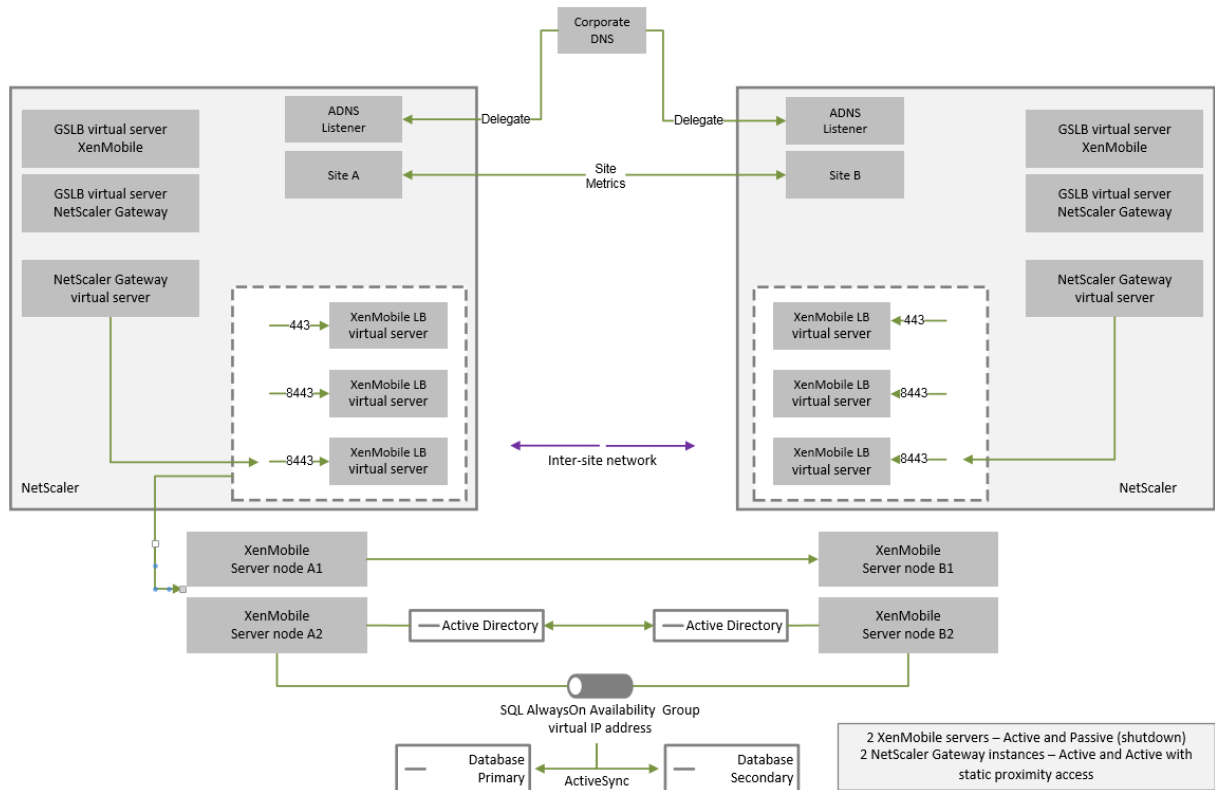 Corporate
DNS
ADNS
Listener
Delegate
Delegate
ADNS
Listener
GSLB virtual server
XenMobile
GSLB virtual server
XenMobile
Site A
Site
Metrics
Site B
GSLB virtual server
NetScaler Gateway
GSLB virtual server
NetScaler Gateway
NetScaler Gateway
virtual server
NetScaler Gateway
virtual server
443
XenMobile LB
virtual server
XenMobile LB
virtual server
443
8443
XenMobile LB
virtual server
XenMobile LB
virtual server
8443
8443
XenMobile LB
virtual server
Inter-site network
XenMobile LB
virtual server
8443
NetScaler
NetScaler
XenMobile
Server node A1
XenMobile
Server node B1
XenMobile
Server node A2
Active Directory
Active Directory
XenMobile
Server node B2
SQL AlwaysOn Availability Group
virtual IP address
Database
Primary
ActiveSync
Database
Secondary
2 XenMobile servers – Active and Passive (shutdown)
2 NetScaler Gateway instances – Active and Active with
static proximity access